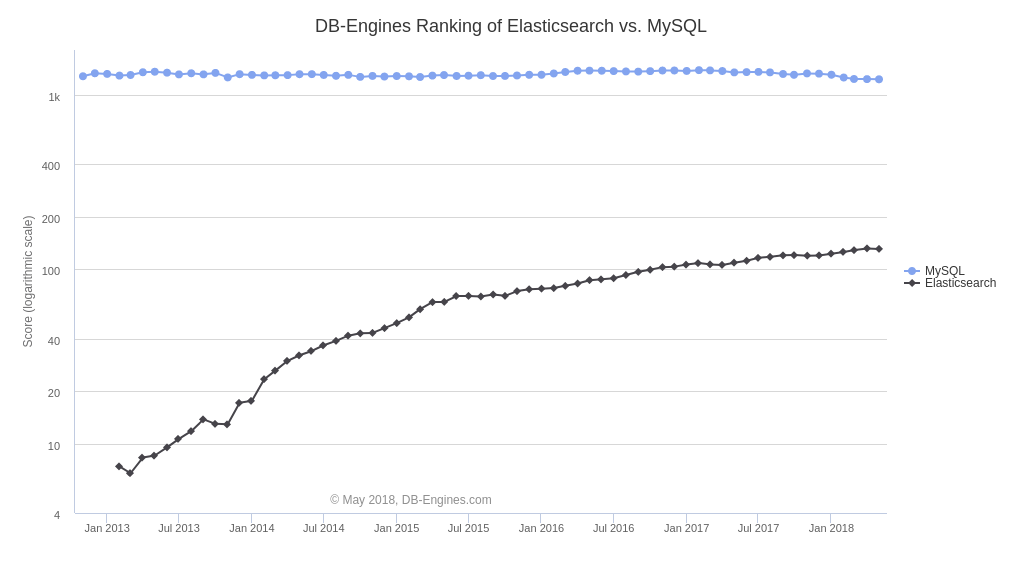 DB-Engines Ranking of Elasticsearch vs. MySQL
Score (logarithmic scale)
1k
400
200
100
40
20
10
4
MySQL
Elasticsearch
© May 2018, DB-Engines.com
Jan 2013 Jul 2013 Jan 2014 Jul 2014 Jan 2015 Jul 2015 Jan 2016 Jul 2016 Jan 2017 Jul 2017 Jan 2018